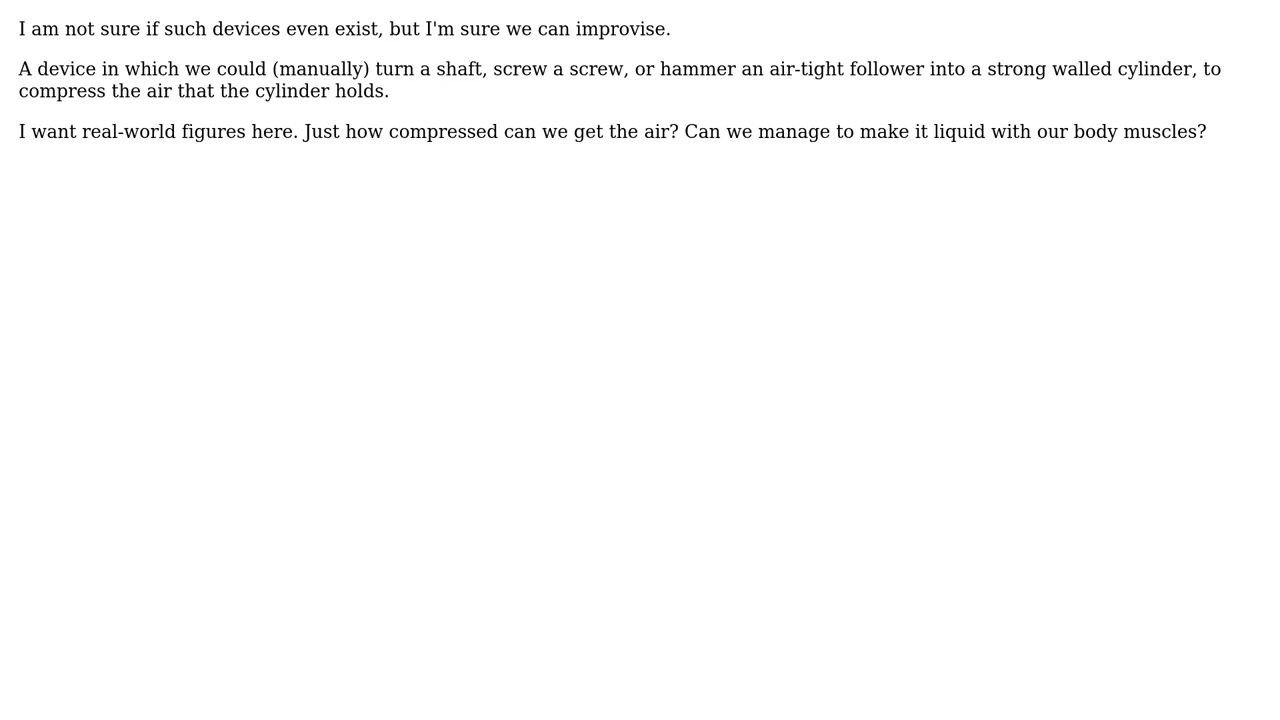 I am not sure if such devices even exist, but I'm sure we can improvise.
A device in which we could (manually) turn a shaft, screw a screw, or hammer an air-tight follower into a strong walled cylinder, to
compress the air that the cylinder holds.
I want real-world figures here. Just how compressed can we get the air? Can we manage to make it liquid with our body muscles?